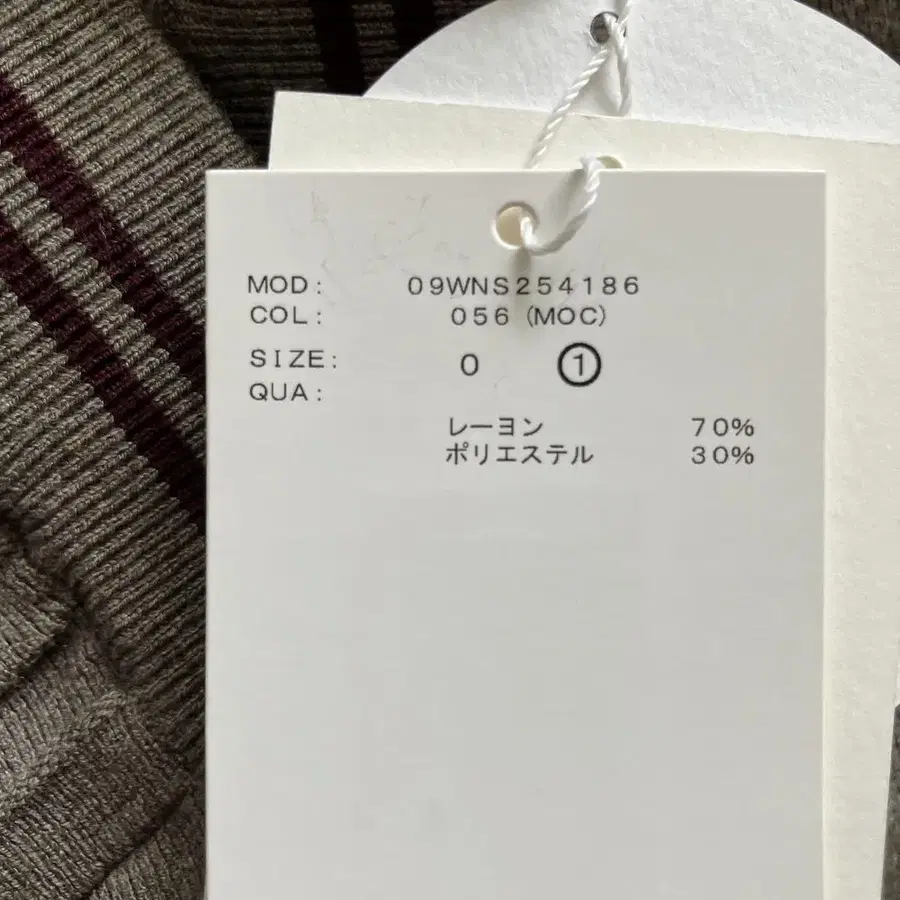 MOD: 09WNS254186
COL: 056 (MOC)
SIZE: 0 ①
QUA:
レーヨン 70%
ポリエステル 30%